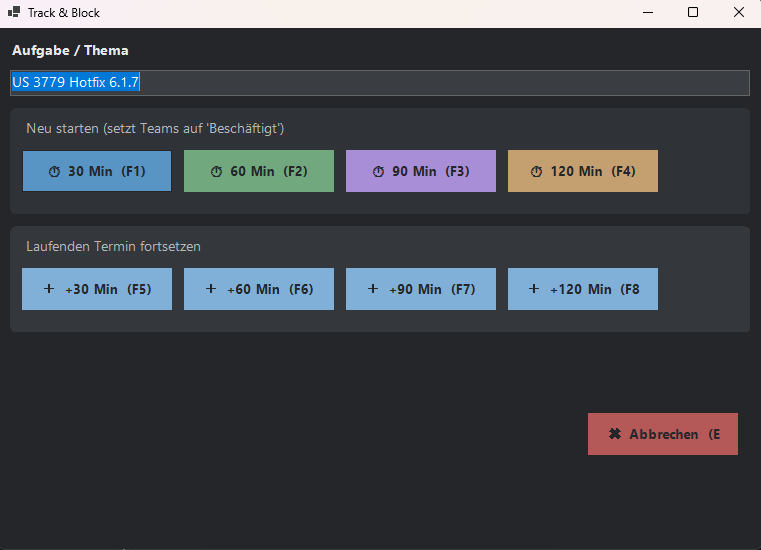 Track & Block
Aufgabe / Thema
US 3779 Hotfix 6.1.7
Neu starten (setzt Teams auf 'Beschäftigt')
⏱ 30 Min (F1) ⏱ 60 Min (F2) ⏱ 90 Min (F3) ⏱ 120 Min (F4)
Laufenden Termin fortsetzen
+ +30 Min (F5) + +60 Min (F6) + +90 Min (F7) + +120 Min (F8
✖ Abbrechen (E